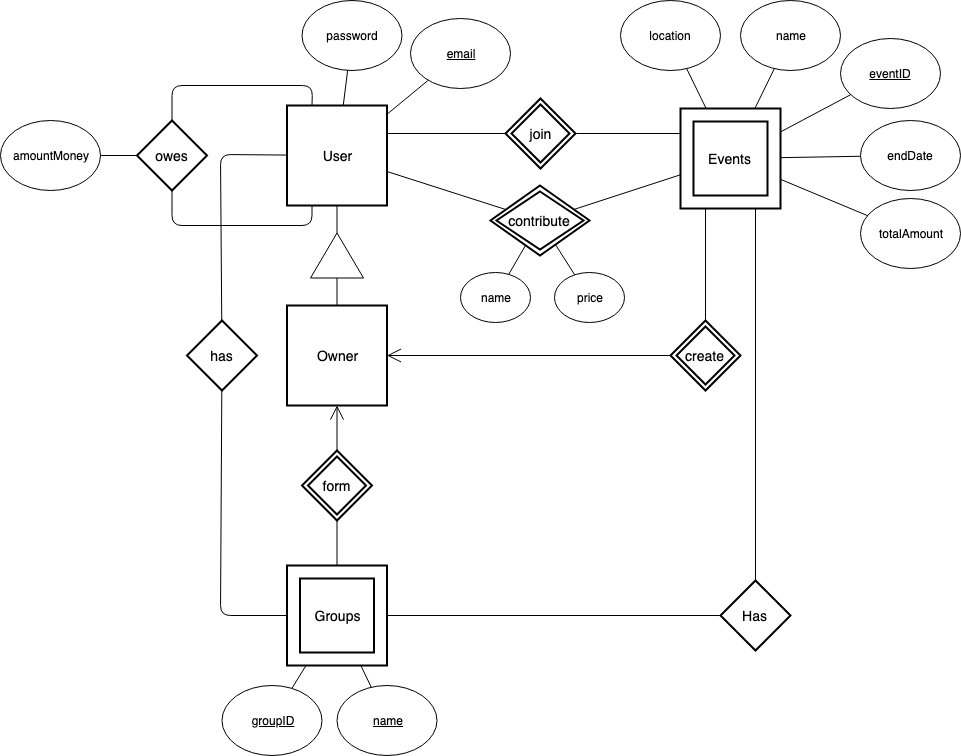 password
email
location
name
eventID
amountMoney
owes
User
join
Events
endDate
contribute
totalAmount
name
price
has
Owner
create
form
Groups
Has
groupID
name